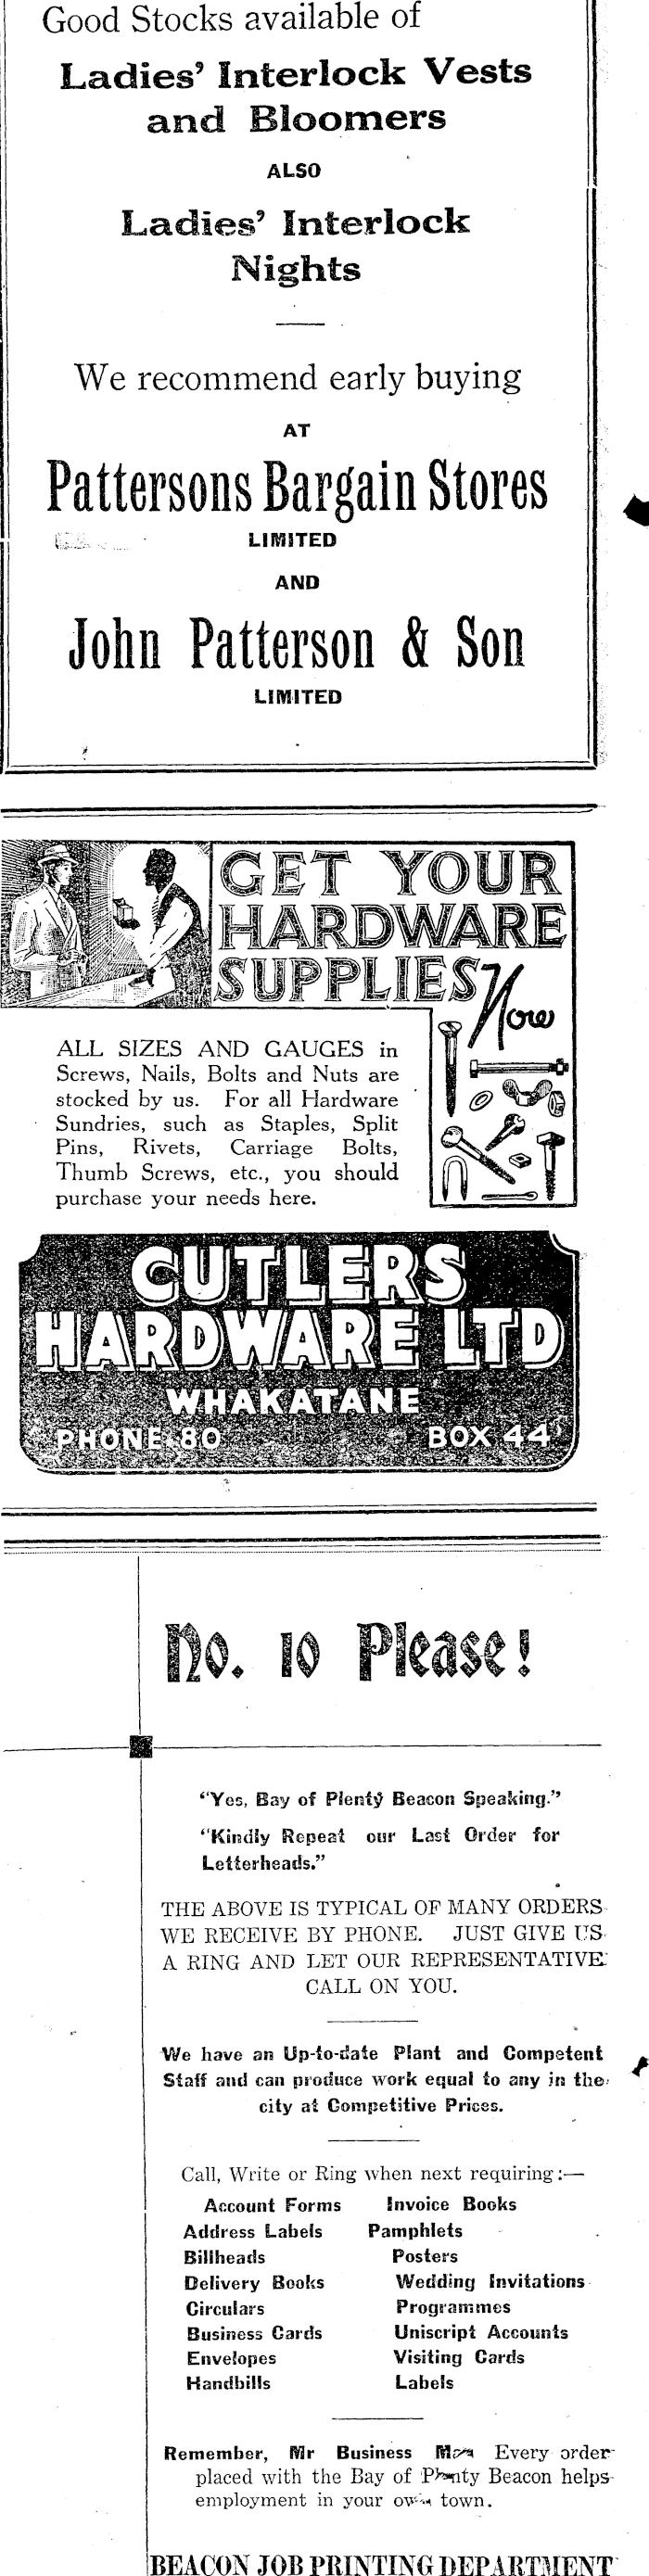 Good Stocks available of
Ladies' Interlock Vests
and Bloomers
ALSO
Ladies' Interlock
Nights
We recommend early buying
AT
Pattersons Bargain Stores
LIMITED
AND
John Patterson & Son
LIMITED
GET YOUR
HARDWARE
SUPPLIES
Now
ALL SIZES AND GAUGES in
Screws, Nails, Bolts and Nuts are
stocked by us. For all Hardware
Sundries, such as Staples, Split
Pins, Rivets, Carriage Bolts,
Thumb Screws, etc., you should
purchase your needs here.
CUTLERS
HARDWARE LTD
WHAKATANE
PHONE 80 BOX 44
No. 10 Please!
"Yes, Bay of Plenty Beacon Speaking."
"Kindly Repeat our Last Order for
Letterheads."
THE ABOVE IS TYPICAL OF MANY ORDERS
WE RECEIVE BY PHONE. JUST GIVE US
A RING AND LET OUR REPRESENTATIVE
CALL ON YOU.
We have an Up-to-date Plant and Competent
Staff and can produce work equal to any in the
city at Competitive Prices.
Call, Write or Ring when next requiring:—
Account Forms Invoice Books
Address Labels Pamphlets
Billheads Posters
Delivery Books Wedding Invitations
Circulars Programmes
Business Cards Uniscript Accounts
Envelopes Visiting Cards
Handbills Labels
Remember, Mr Business Man Every order
placed with the Bay of Plenty Beacon helps
employment in your own town.
BEACON JOB PRINTING DEPARTMENT